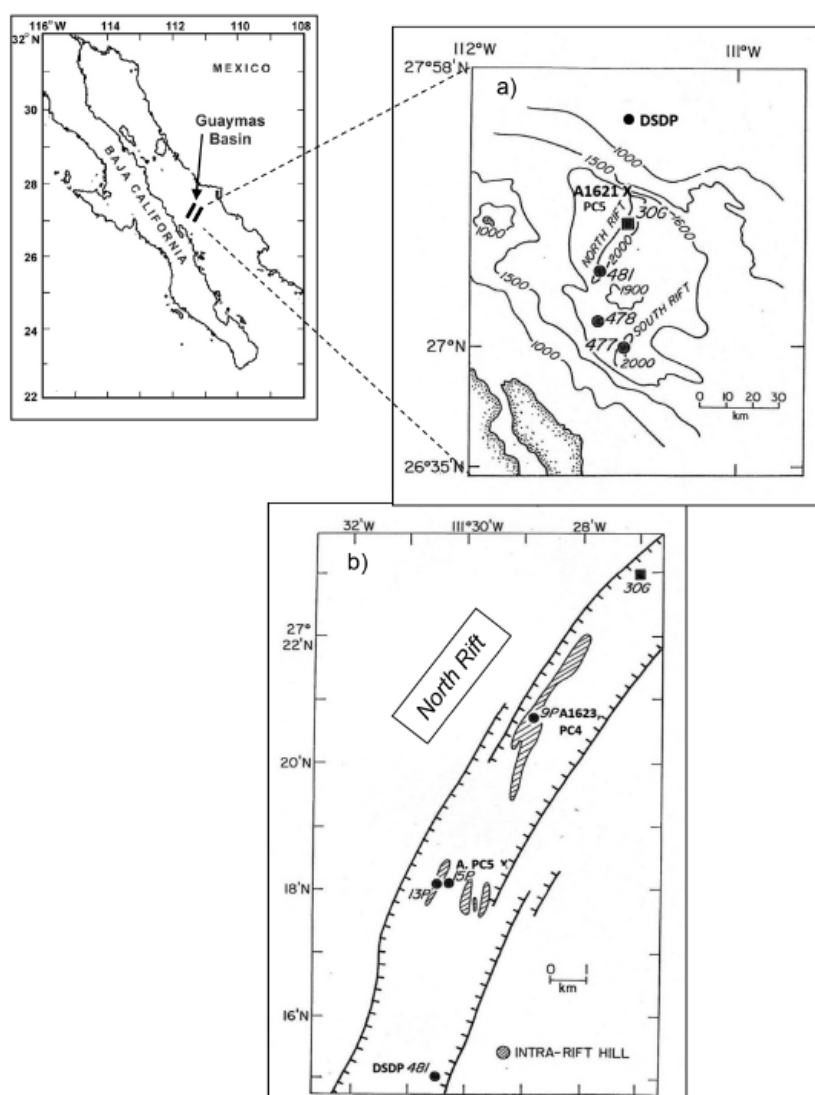 116°W 114 112 110 108
32°N
30
28
26
24
22
MEXICO
Guaymas
Basin
BAJA CALIFORNIA
112°W 111°W
27°58'N
27°N
26°35'N
a)
DSDP
1000
1500
A1621 X
PC5
30G
1600
NORTH RIFT
2000
1000
481
1900
1500
478
SOUTH RIFT
477
2000
1000
0 10 20 30
km
32'W 111°30'W 28'W
b)
30G
27°
22'N
North Rift
9P A1623,
PC4
20'N
A. PC5
15P
13P
18'N
0 1
km
16'N
DSDP 481
INTRA-RIFT HILL